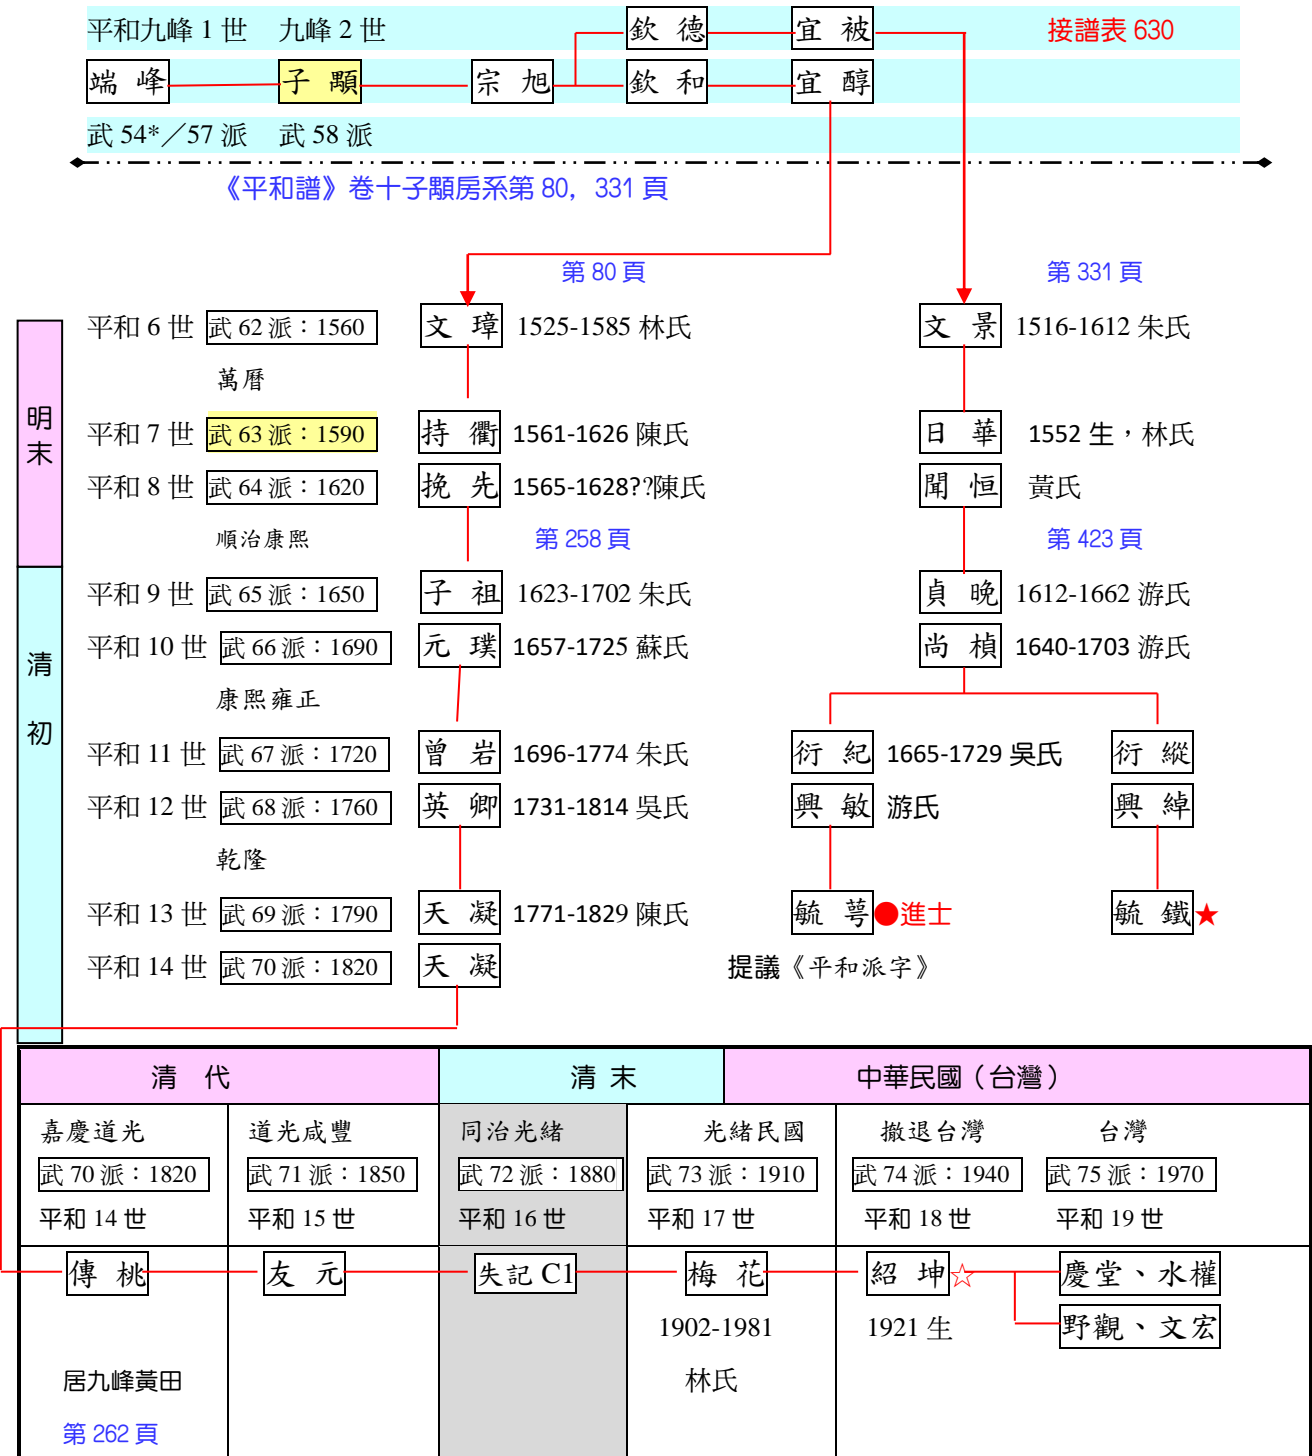 平和九峰 1 世　九峰 2 世　欽 德　宜 被　接譜表 630
端 峰　子 顒　宗 旭　欽 和　宜 醇
武 54*／57 派　武 58 派
《平和譜》卷十子顒房系第 80，331 頁
第 80 頁　第 331 頁
平和 6 世　武 62 派：1560　文 璋　1525-1585 林氏　文 景　1516-1612 朱氏
萬曆
明末
平和 7 世　武 63 派：1590　持 衢　1561-1626 陳氏　日 華　1552 生，林氏
平和 8 世　武 64 派：1620　挽 先　1565-1628??陳氏　聞 恒　黃氏
順治康熙　第 258 頁　第 423 頁
平和 9 世　武 65 派：1650　子 祖　1623-1702 朱氏　貞 晚　1612-1662 游氏
清初
平和 10 世　武 66 派：1690　元 璞　1657-1725 蘇氏　尚 楨　1640-1703 游氏
康熙雍正
平和 11 世　武 67 派：1720　曾 岩　1696-1774 朱氏　衍 紀　1665-1729 吳氏　衍 縱
平和 12 世　武 68 派：1760　英 卿　1731-1814 吳氏　興 敏　游氏　興 綽
乾隆
平和 13 世　武 69 派：1790　天 凝　1771-1829 陳氏　毓 萼●進士　毓 鐵★
平和 14 世　武 70 派：1820　天 凝　提議《平和派字》
清 代　清 末　中華民國（台灣）
嘉慶道光　道光咸豐　同治光緒　光緒民國　撤退台灣　台灣
武 70 派：1820　武 71 派：1850　武 72 派：1880　武 73 派：1910　武 74 派：1940　武 75 派：1970
平和 14 世　平和 15 世　平和 16 世　平和 17 世　平和 18 世　平和 19 世
傳 桃　友 元　失記 C1　梅 花　紹 坤☆　慶堂、水權
1902-1981　1921 生　野觀、文宏
居九峰黃田　林氏
第 262 頁